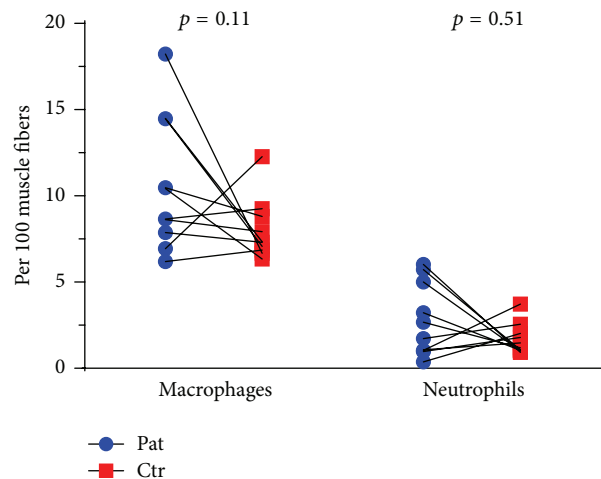 p = 0.11
p = 0.51
Per 100 muscle fibers
20
15
10
5
0
Macrophages
Neutrophils
Pat
Ctr